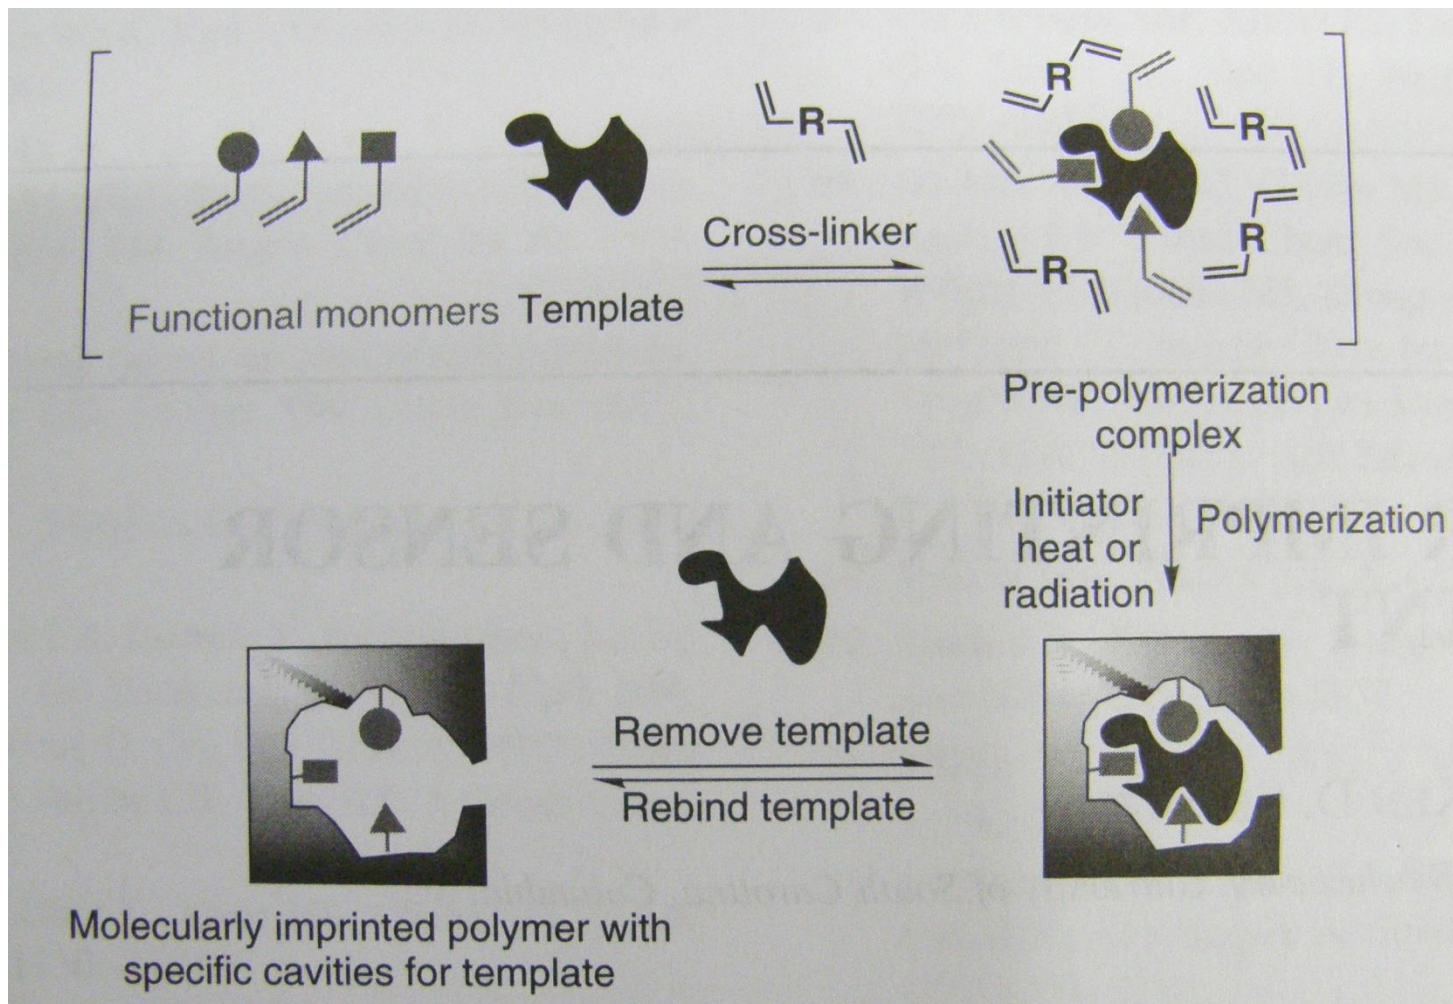 R
R
R
R
R
Cross-linker
Functional monomers Template
Pre-polymerization
complex
Initiator
heat or
radiation
Polymerization
Remove template
Rebind template
Molecularly imprinted polymer with
specific cavities for template